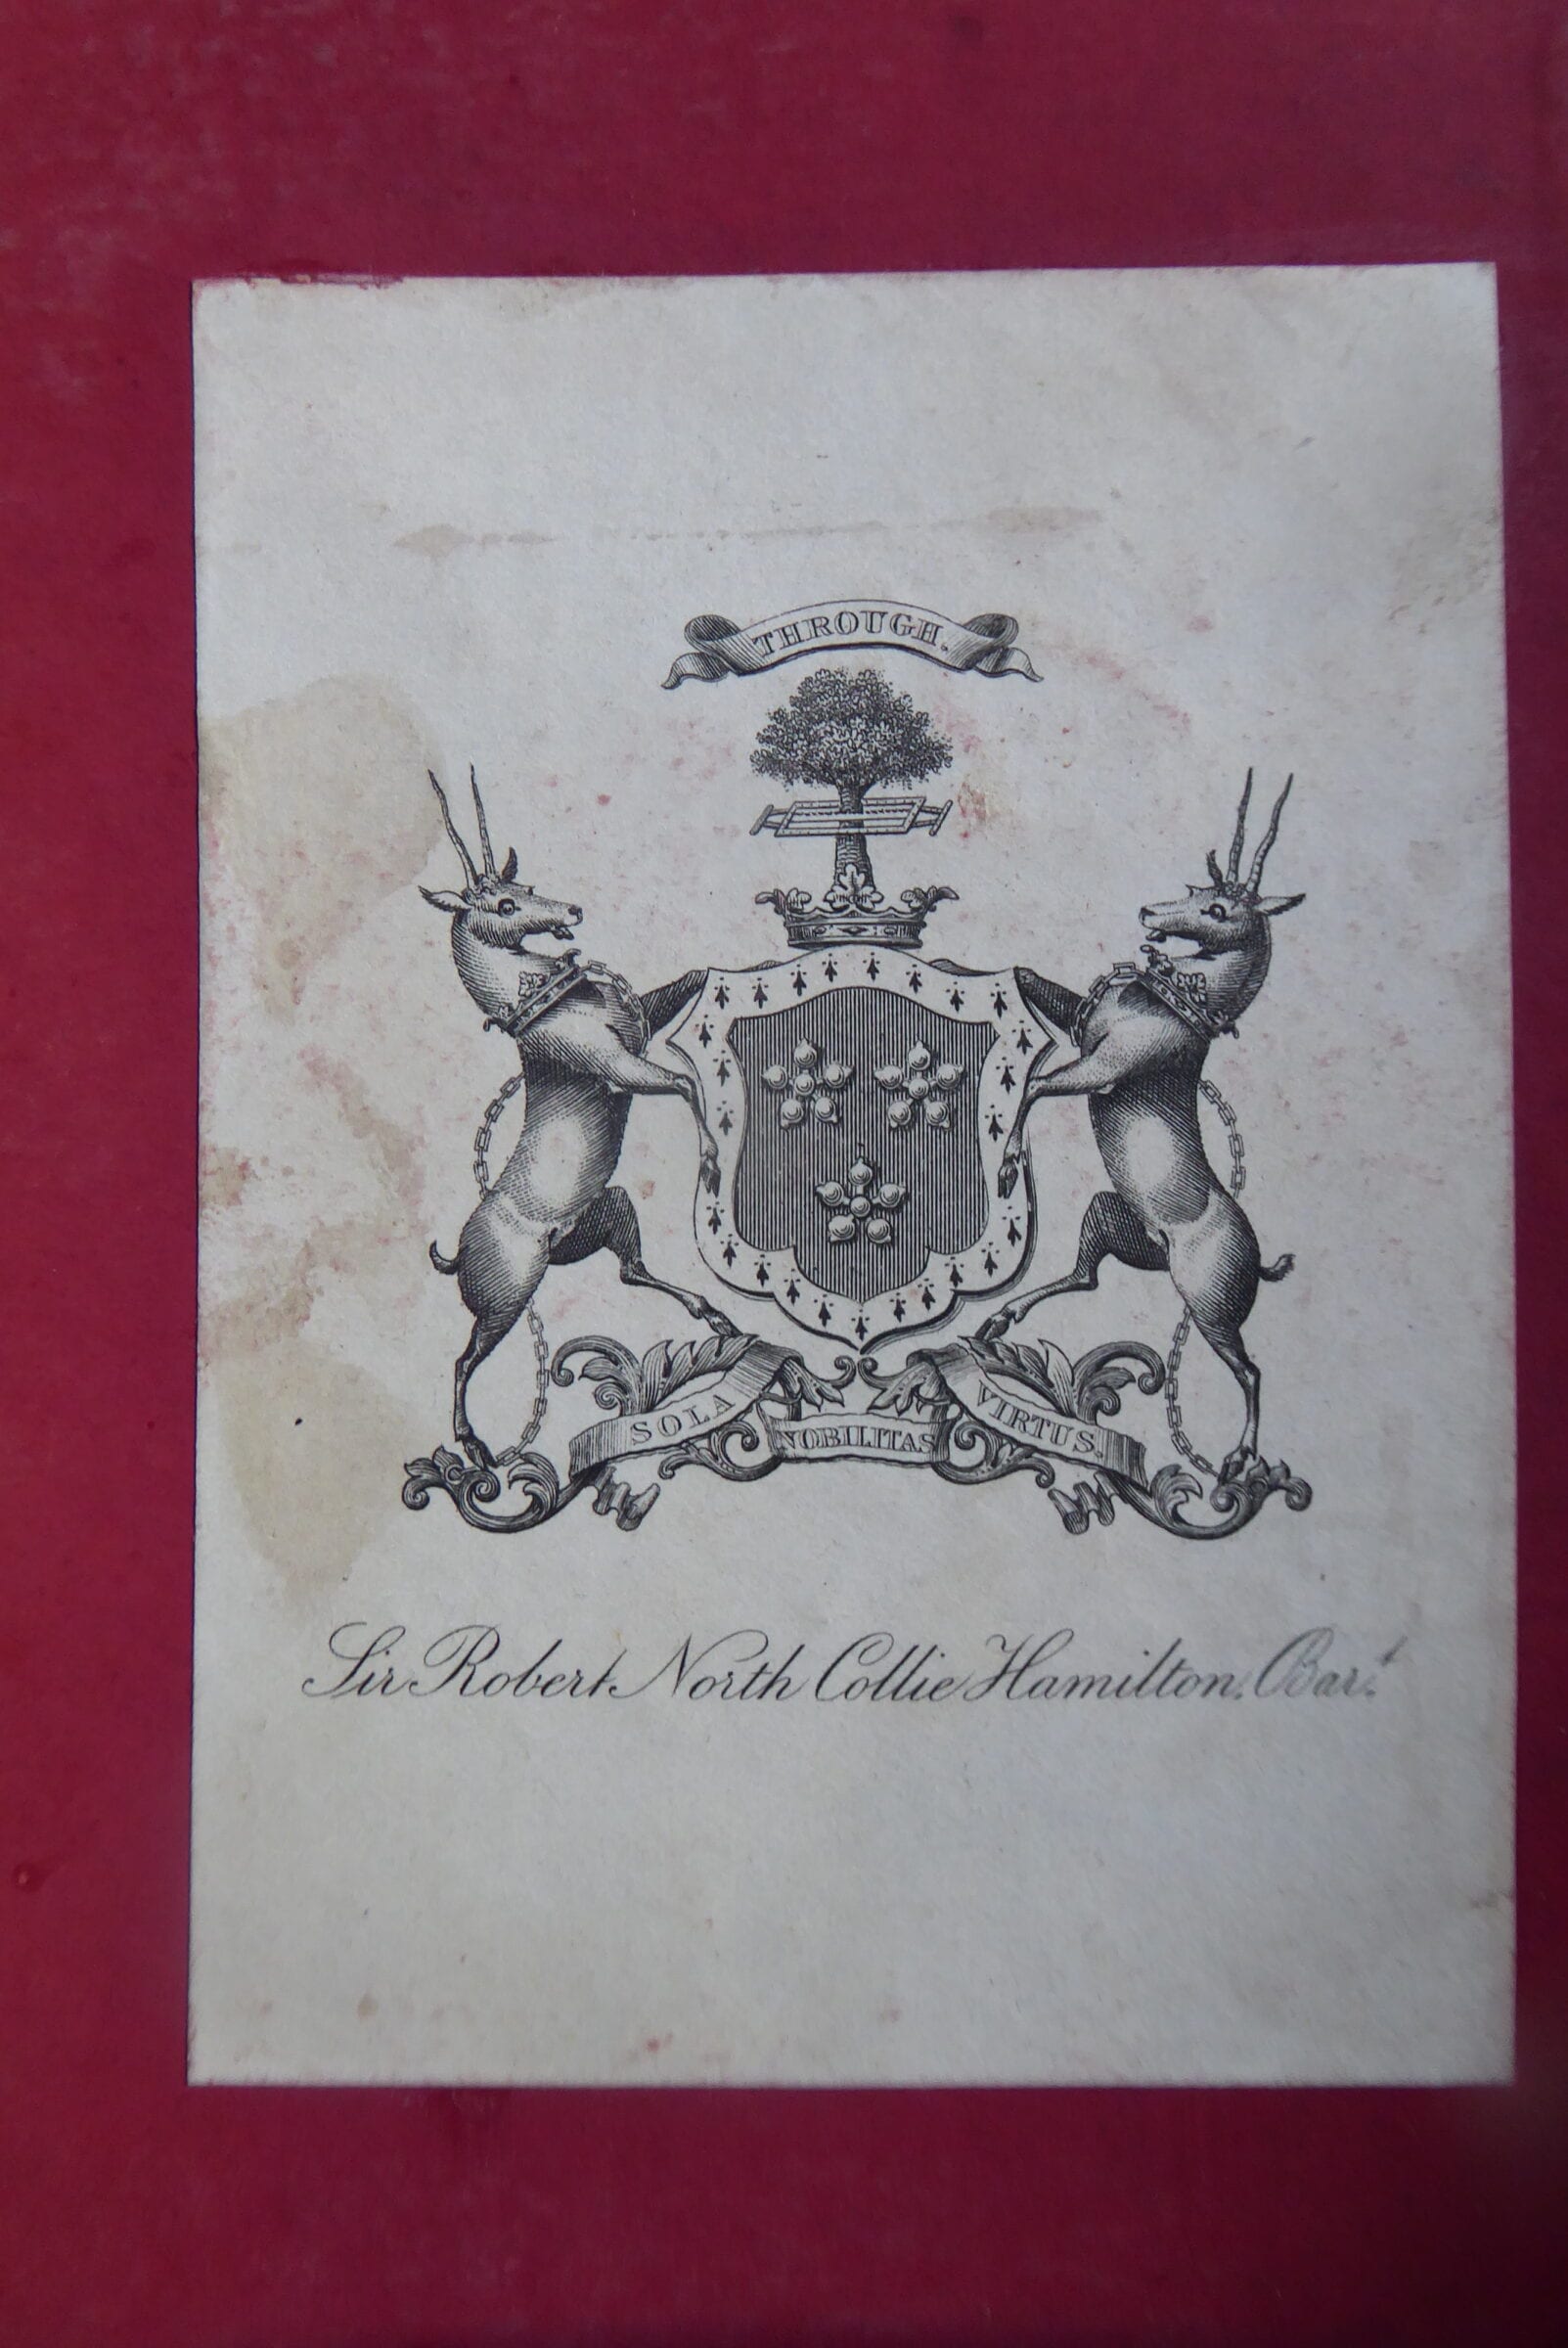 THROUGH.
SOLA NOBILITAS VIRTUS.
Sir Robert North Collie Hamilton. Bar.t